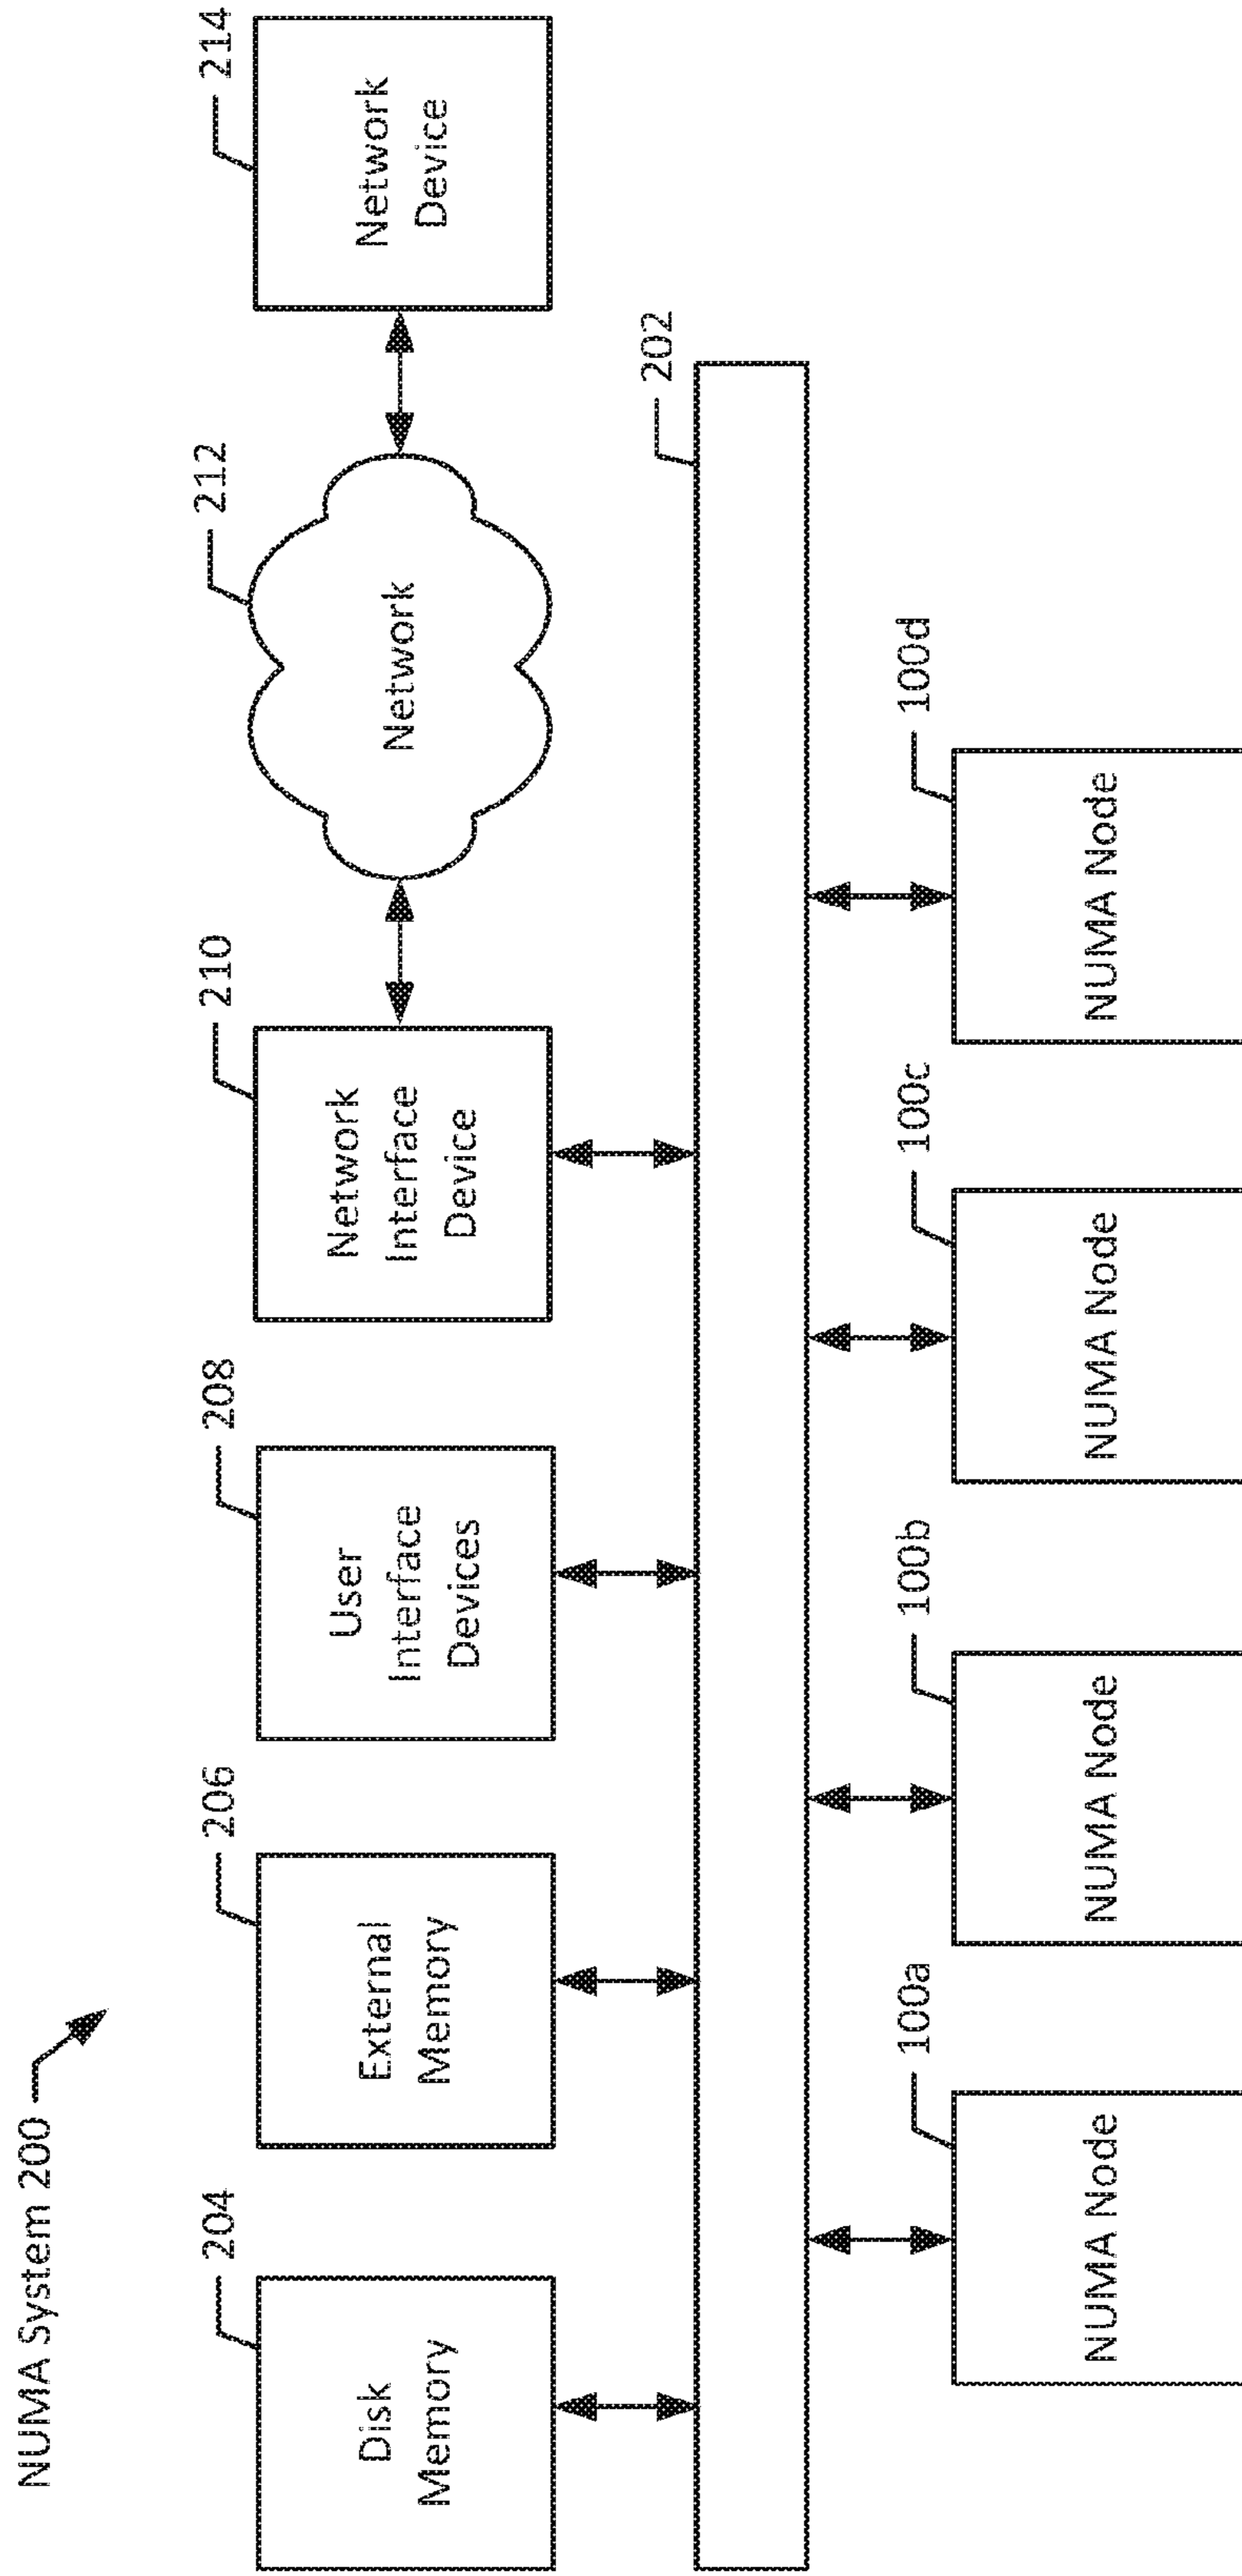 NUMA System 200
204
206
208
210
212
214
Disk
Memory
External
Memory
User
Interface
Devices
Network
Interface
Device
Network
Network
Device
202
100a
100b
100c
100d
NUMA Node
NUMA Node
NUMA Node
NUMA Node